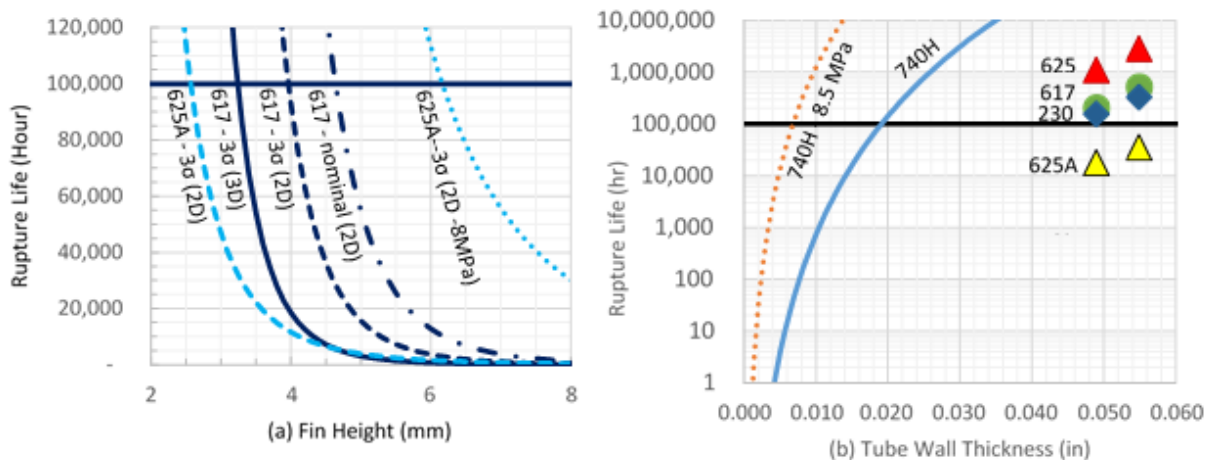 Rupture Life (Hour)
120,000
100,000
80,000
60,000
40,000
20,000
-
625A - 3σ (2D)
617 - 3σ (3D)
617 - 3σ (2D)
617 - nominal (2D)
625A--3σ (2D -8MPa)
2
4
6
8
(a) Fin Height (mm)
Rupture Life (hr)
10,000,000
1,000,000
100,000
10,000
1,000
100
10
1
740H - 8.5 MPa
740H
625
617
230
625A
0.000
0.010
0.020
0.030
0.040
0.050
0.060
(b) Tube Wall Thickness (in)